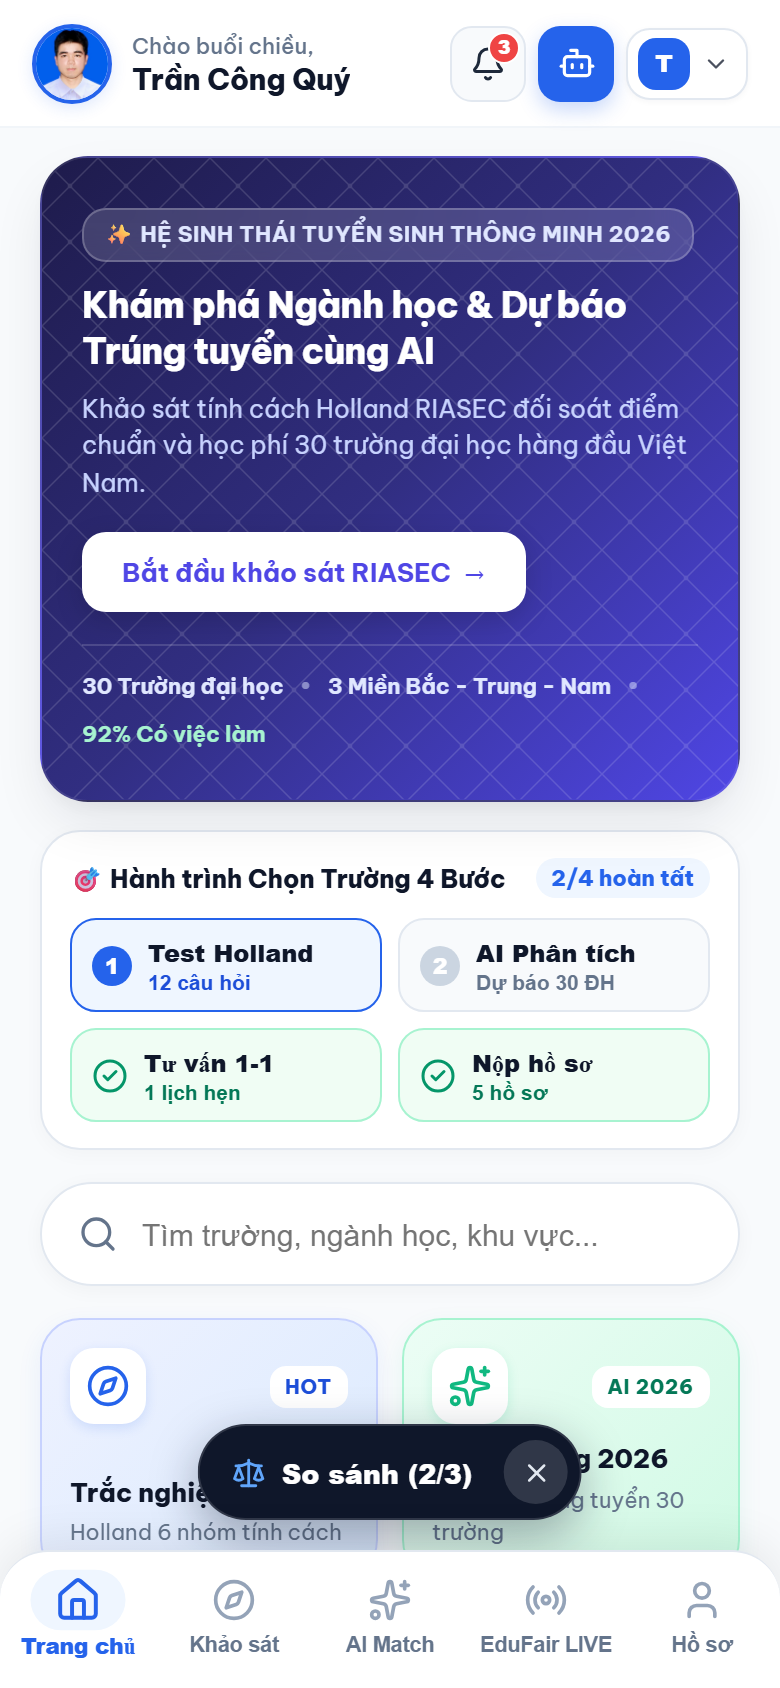 Chào buổi chiều,
Trần Công Quý
3
T
✨ HỆ SINH THÁI TUYỂN SINH THÔNG MINH 2026
Khám phá Ngành học & Dự báo
Trúng tuyển cùng AI
Khảo sát tính cách Holland RIASEC đối soát điểm
chuẩn và học phí 30 trường đại học hàng đầu Việt
Nam.
Bắt đầu khảo sát RIASEC →
30 Trường đại học • 3 Miền Bắc - Trung - Nam •
92% Có việc làm
🎯 Hành trình Chọn Trường 4 Bước
2/4 hoàn tất
1
Test Holland
12 câu hỏi
2
AI Phân tích
Dự báo 30 ĐH
Tư vấn 1-1
1 lịch hẹn
Nộp hồ sơ
5 hồ sơ
Tìm trường, ngành học, khu vực...
HOT
Trắc nghiệ
Holland 6 nhóm tính cách
AI 2026
g 2026
g tuyển 30
trường
So sánh (2/3)
Trang chủ
Khảo sát
AI Match
EduFair LIVE
Hồ sơ